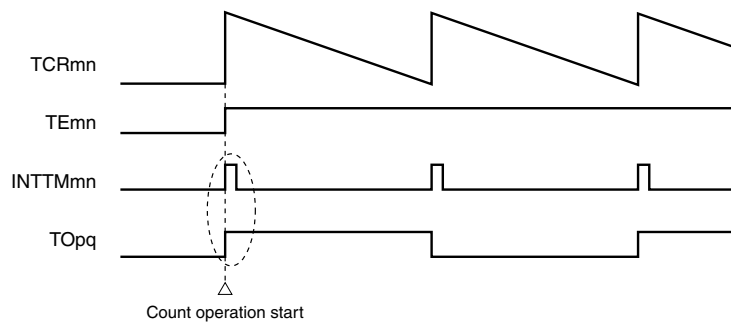 TCRmn
TEmn
INTTMmn
TOpq
Count operation start